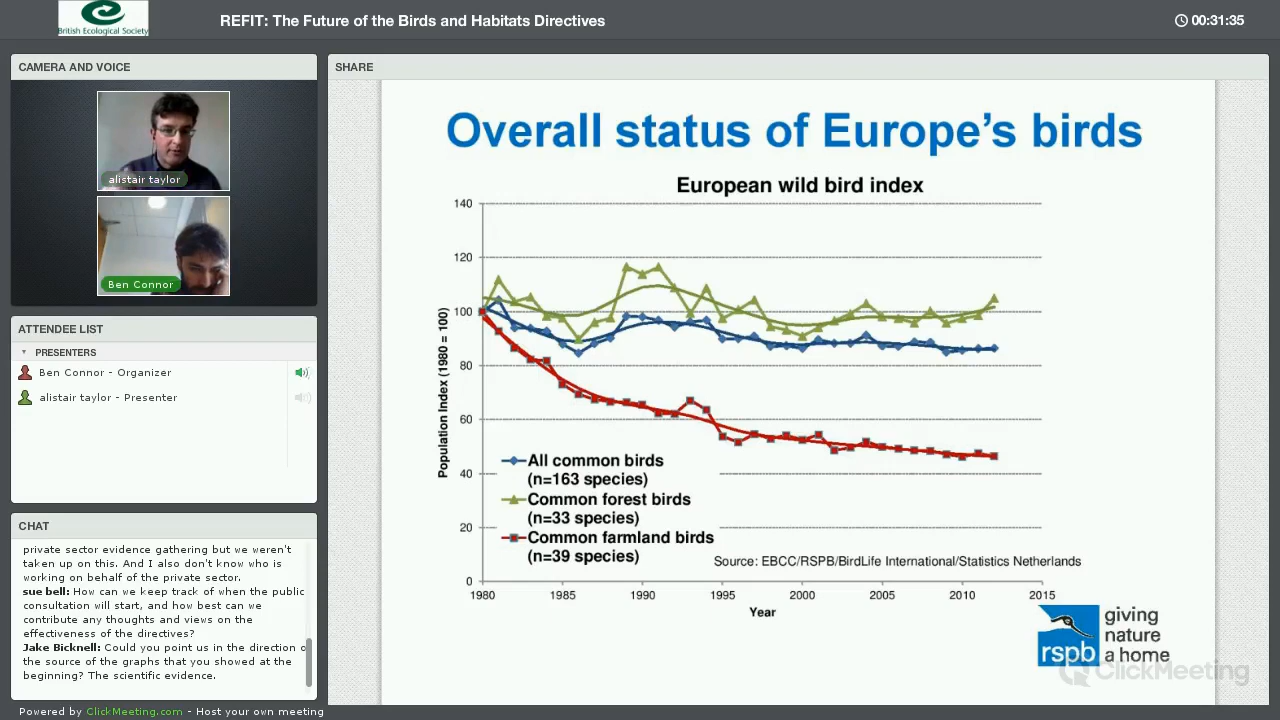 British Ecological Society
REFIT: The Future of the Birds and Habitats Directives
00:31:35
CAMERA AND VOICE
alistair taylor
Ben Connor
ATTENDEE LIST
PRESENTERS
Ben Connor - Organizer
alistair taylor - Presenter
CHAT
private sector evidence gathering but we weren't
taken up on this. And I also don't know who is
working on behalf of the private sector.
sue bell: How can we keep track of when the public
consultation will start, and how best can we
contribute any thoughts and views on the
effectiveness of the directives?
Jake Bicknell: Could you point us in the direction o
the source of the graphs that you showed at the
beginning? The scientific evidence.
Powered by ClickMeeting.com - Host your own meeting
SHARE
Overall status of Europe's birds
European wild bird index
Population Index (1980 = 100)
140
120
100
80
60
40
20
0
All common birds
(n=163 species)
Common forest birds
(n=33 species)
Common farmland birds
(n=39 species)
Source: EBCC/RSPB/BirdLife International/Statistics Netherlands
1980 1985 1990 1995 2000 2005 2010 2015
Year
rspb
giving
nature
a home
ClickMeeting